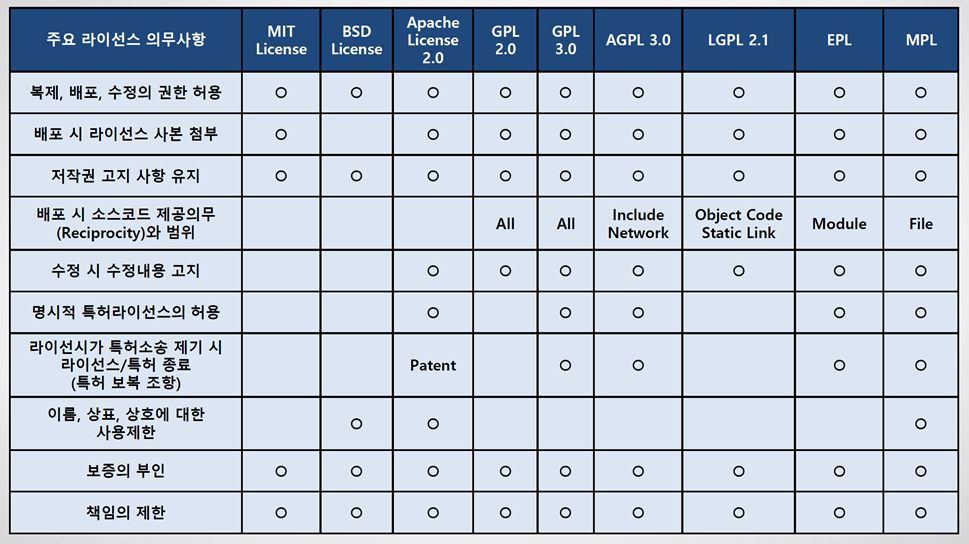 주요 라이선스 의무사항 MIT License BSD License Apache License 2.0 GPL 2.0 GPL 3.0 AGPL 3.0 LGPL 2.1 EPL MPL
복제, 배포, 수정의 권한 허용 ○ ○ ○ ○ ○ ○ ○ ○ ○
배포 시 라이선스 사본 첨부 ○ ○ ○ ○ ○ ○ ○ ○
저작권 고지 사항 유지 ○ ○ ○ ○ ○ ○ ○ ○ ○
배포 시 소스코드 제공의무 (Reciprocity)와 범위 All All Include Network Object Code Static Link Module File
수정 시 수정내용 고지 ○ ○ ○ ○ ○ ○ ○
명시적 특허라이선스의 허용 ○ ○ ○ ○ ○
라이선시가 특허소송 제기 시 라이선스/특허 종료 (특허 보복 조항) Patent ○ ○ ○ ○
이름, 상표, 상호에 대한 사용제한 ○ ○ ○
보증의 부인 ○ ○ ○ ○ ○ ○ ○ ○ ○
책임의 제한 ○ ○ ○ ○ ○ ○ ○ ○ ○